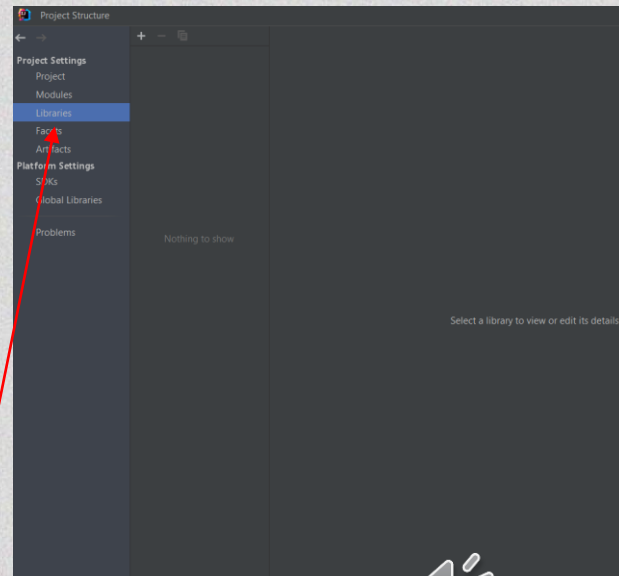 Project Structure
Project Settings
Project
Modules
Libraries
Facets
Artifacts
Platform Settings
SDKs
Global Libraries
Problems
Nothing to show
Select a library to view or edit its details